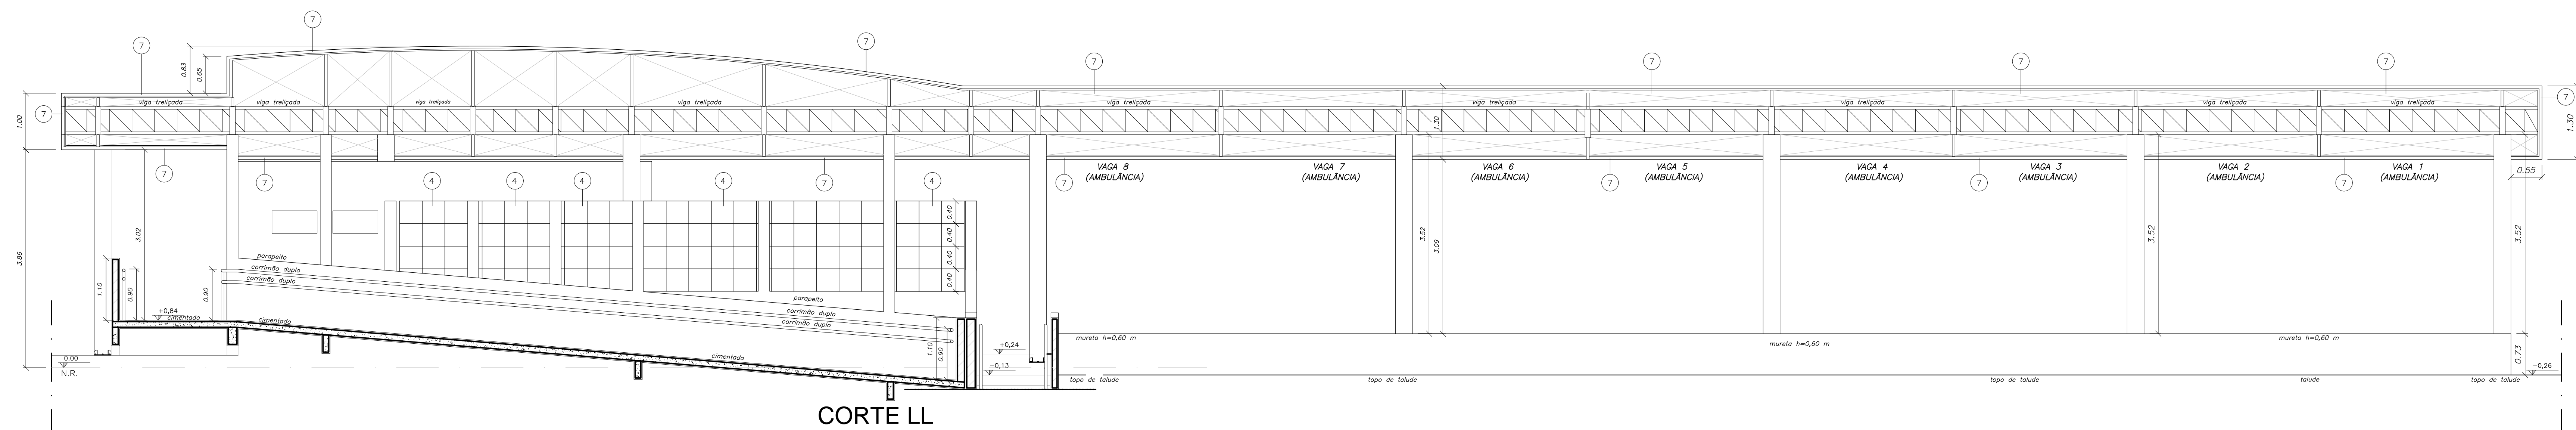 7
7
7
7
7
7
7
0.83
0.65
viga treliçada
viga treliçada
viga treliçada
viga treliçada
viga treliçada
viga treliçada
viga treliçada
viga treliçada
7
7
1.00
1.30
1.30
7
7
4
4
4
4
7
4
7
7
7
7
VAGA 8
(AMBULÂNCIA)
VAGA 7
(AMBULÂNCIA)
VAGA 6
(AMBULÂNCIA)
VAGA 5
(AMBULÂNCIA)
VAGA 4
(AMBULÂNCIA)
VAGA 3
(AMBULÂNCIA)
VAGA 2
(AMBULÂNCIA)
VAGA 1
(AMBULÂNCIA)
0.55
3.86
3.02
0.40
0.40
0.40
0.40
3.52
3.09
3.52
3.52
parapeito
corrimão duplo
corrimão duplo
1.10
0.90
0.90
parapeito
corrimão duplo
corrimão duplo
+0,84
cimentado
cimentado
cimentado
1.10
0.90
+0,24
-0,13
mureta h=0,60 m
mureta h=0,60 m
mureta h=0,60 m
0.73
0.00
N.R.
-0,26
topo de talude
topo de talude
topo de talude
talude
topo de talude
CORTE LL